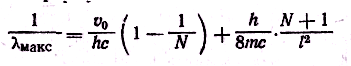 1/λмакс = v₀/hc (1 − 1/N) + h/8mc · N + 1/l²